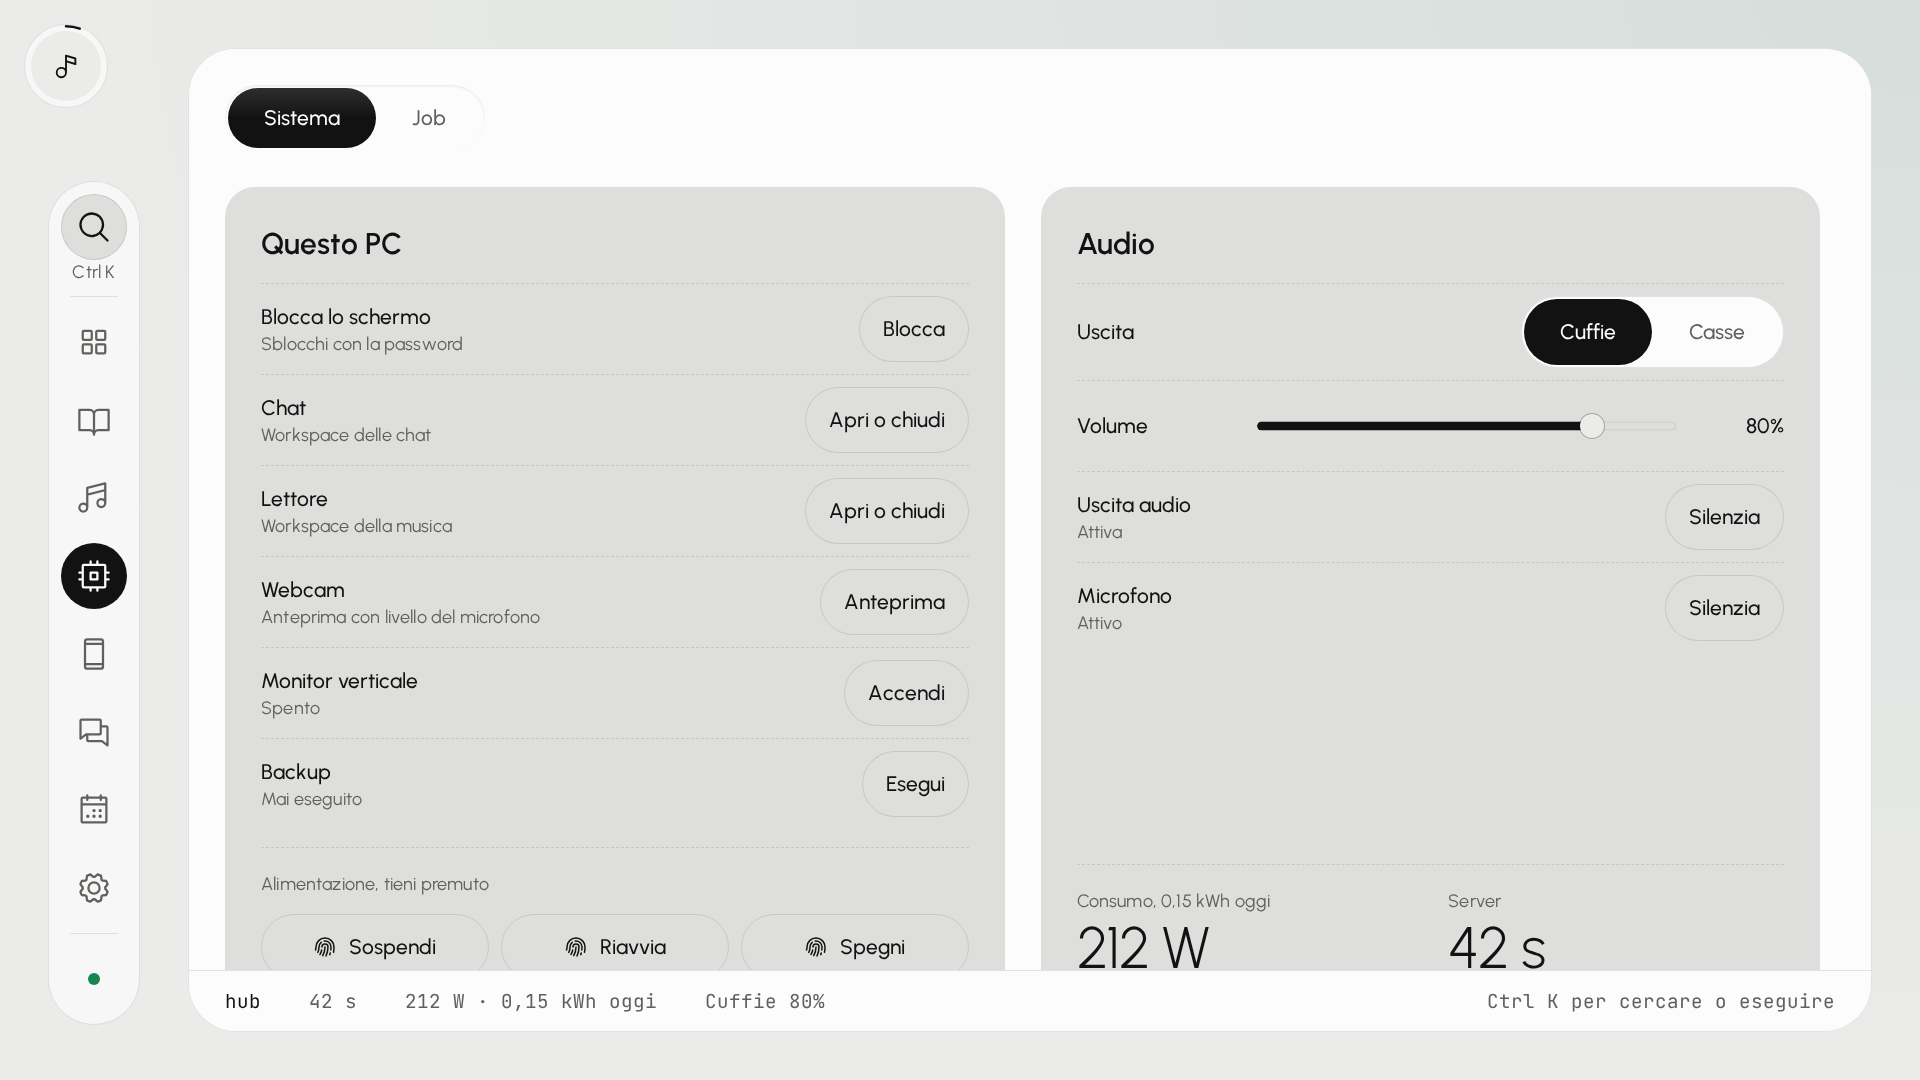 Sistema
Job
Ctrl K
Questo PC
Blocca lo schermo
Sblocchi con la password
Blocca
Chat
Workspace delle chat
Apri o chiudi
Lettore
Workspace della musica
Apri o chiudi
Webcam
Anteprima con livello del microfono
Anteprima
Monitor verticale
Spento
Accendi
Backup
Mai eseguito
Esegui
Alimentazione, tieni premuto
Sospendi
Riavvia
Spegni
Audio
Uscita
Cuffie
Casse
Volume
80%
Uscita audio
Attiva
Silenzia
Microfono
Attivo
Silenzia
Consumo, 0,15 kWh oggi
212 W
Server
42 s
hub
42 s
212 W · 0,15 kWh oggi
Cuffie 80%
Ctrl K per cercare o eseguire